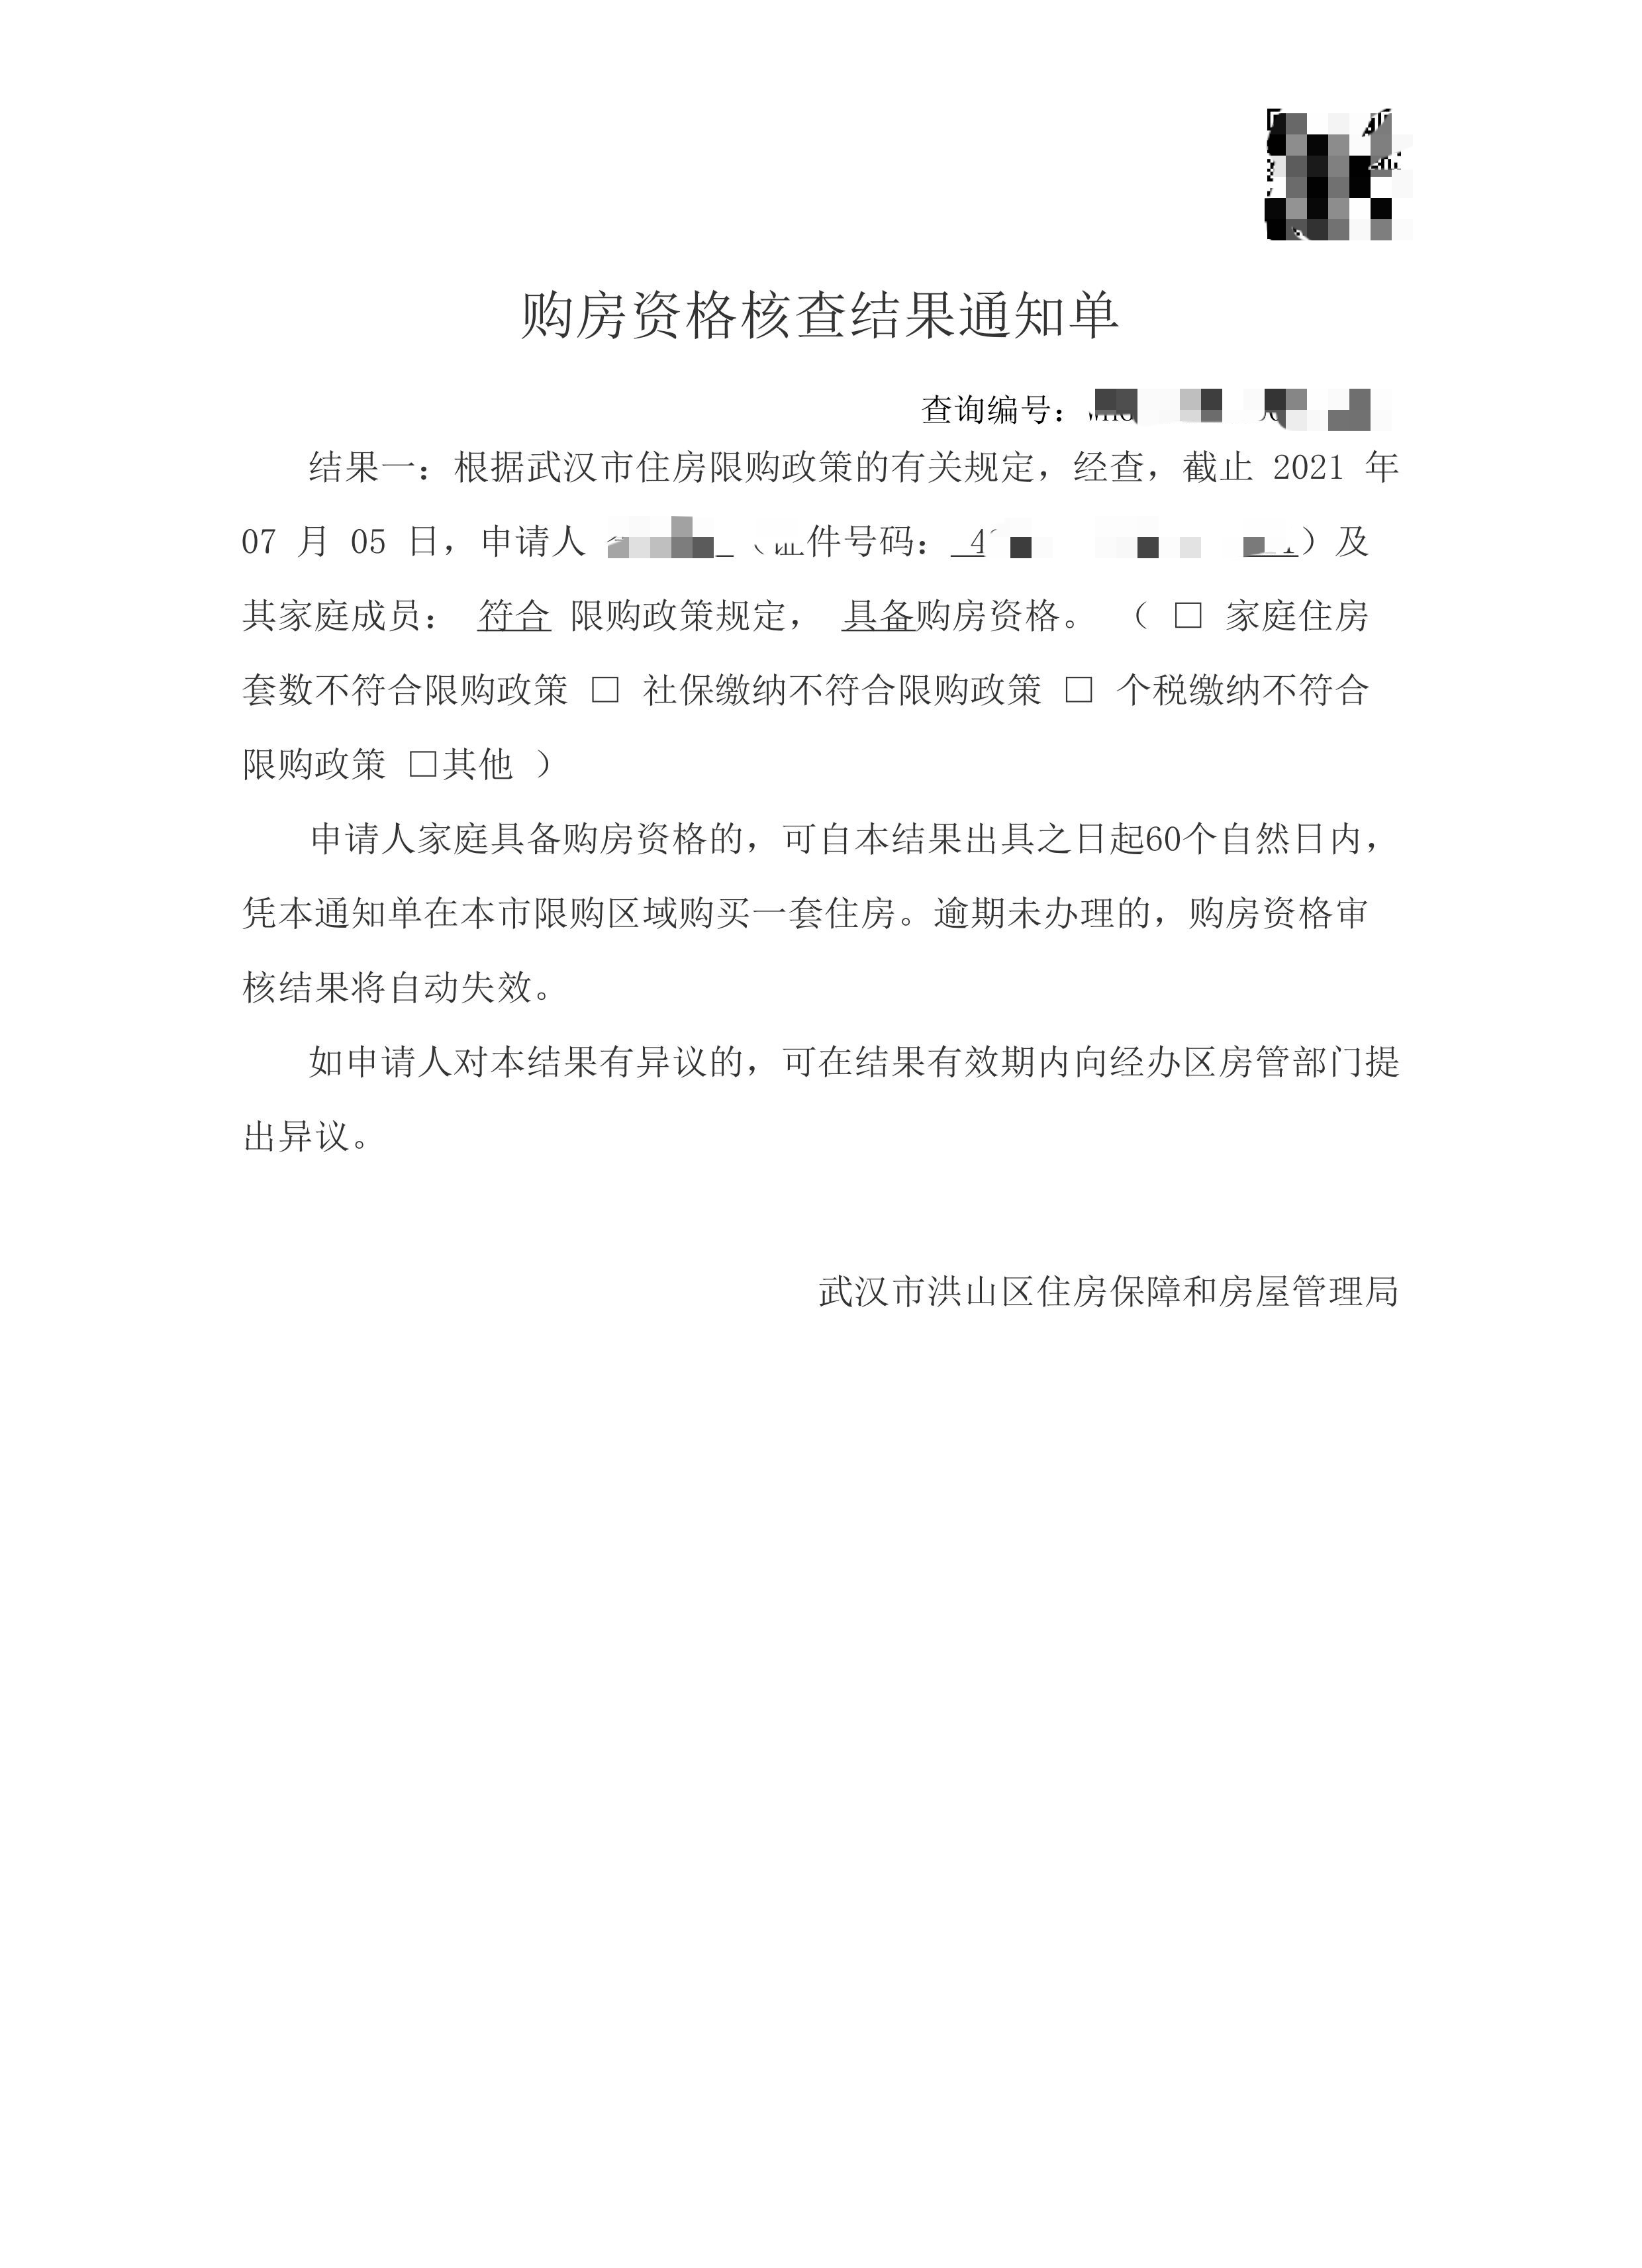 购房资格核查结果通知单
查询编号：
结果一：根据武汉市住房限购政策的有关规定，经查，截止 2021 年
07 月 05 日，申请人 （证件号码： 4 ）及
其家庭成员： 符合 限购政策规定， 具备购房资格。 （ □ 家庭住房
套数不符合限购政策 □ 社保缴纳不符合限购政策 □ 个税缴纳不符合
限购政策 □其他 ）
申请人家庭具备购房资格的，可自本结果出具之日起60个自然日内，
凭本通知单在本市限购区域购买一套住房。逾期未办理的，购房资格审
核结果将自动失效。
如申请人对本结果有异议的，可在结果有效期内向经办区房管部门提
出异议。
武汉市洪山区住房保障和房屋管理局